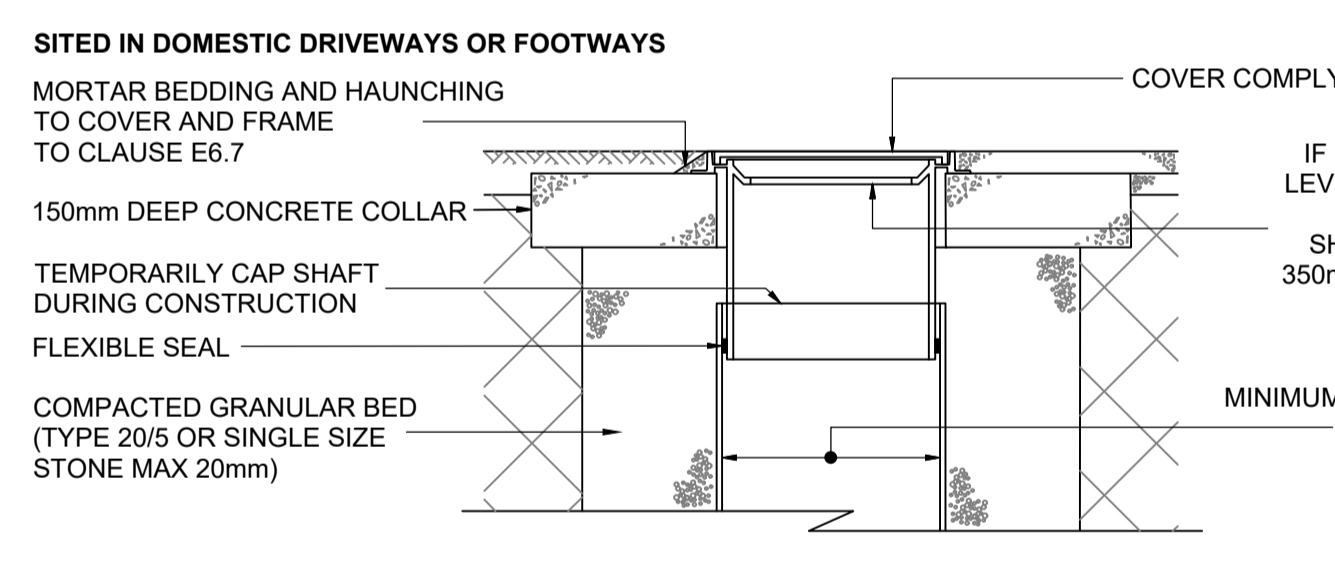 SITED IN DOMESTIC DRIVEWAYS OR FOOTWAYS
MORTAR BEDDING AND HAUNCHING
TO COVER AND FRAME
TO CLAUSE E6.7
150mm DEEP CONCRETE COLLAR
TEMPORARILY CAP SHAFT
DURING CONSTRUCTION
FLEXIBLE SEAL
COMPACTED GRANULAR BED
(TYPE 20/5 OR SINGLE SIZE
STONE MAX 20mm)
COVER COMPLY
IF
LEV
SH
350m
MINIMUM